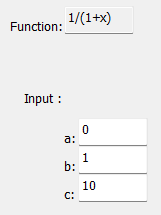 Function: 1/(1+x)
Input :
a: 0
b: 1
c: 10